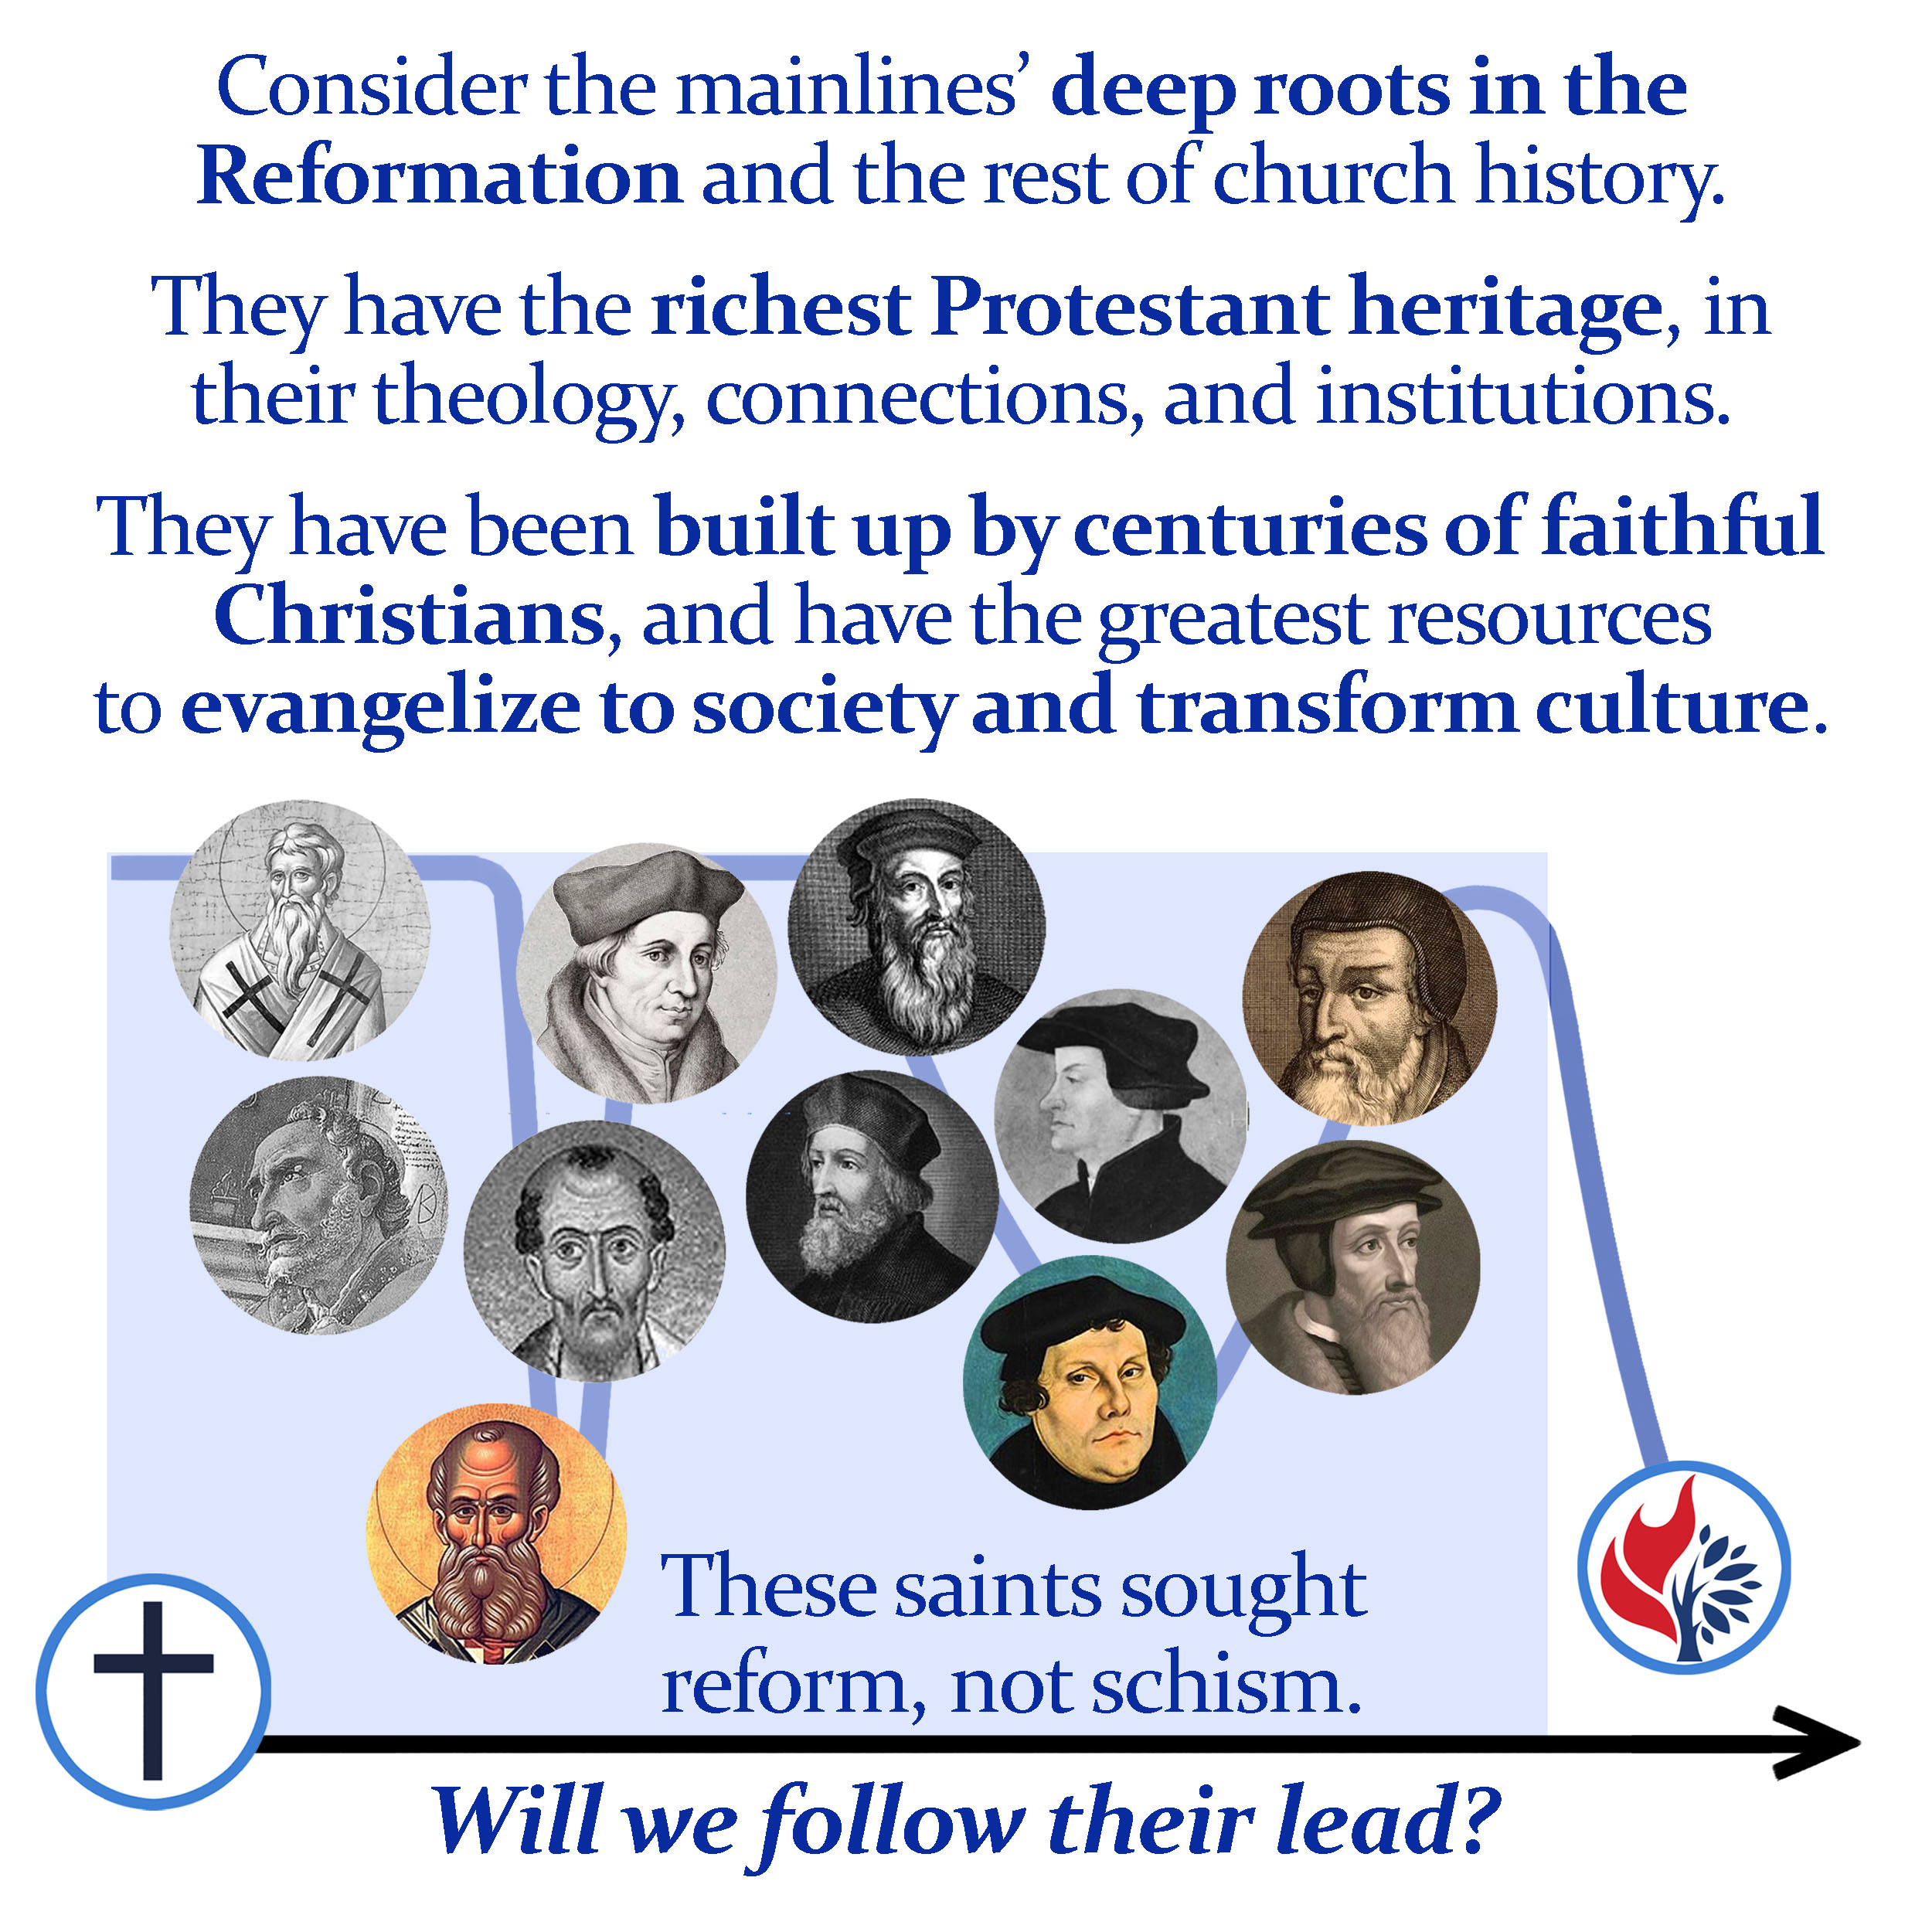 Consider the mainlines’ deep roots in the
Reformation and the rest of church history.
They have the richest Protestant heritage, in
their theology, connections, and institutions.
They have been built up by centuries of faithful
Christians, and have the greatest resources
to evangelize to society and transform culture.
These saints sought
reform, not schism.
Will we follow their lead?